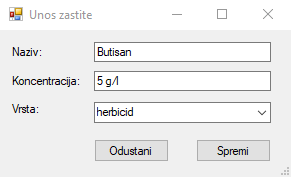 Unos zastite
Naziv: Butisan
Koncentracija: 5 g/l
Vrsta: herbicid
Odustani Spremi